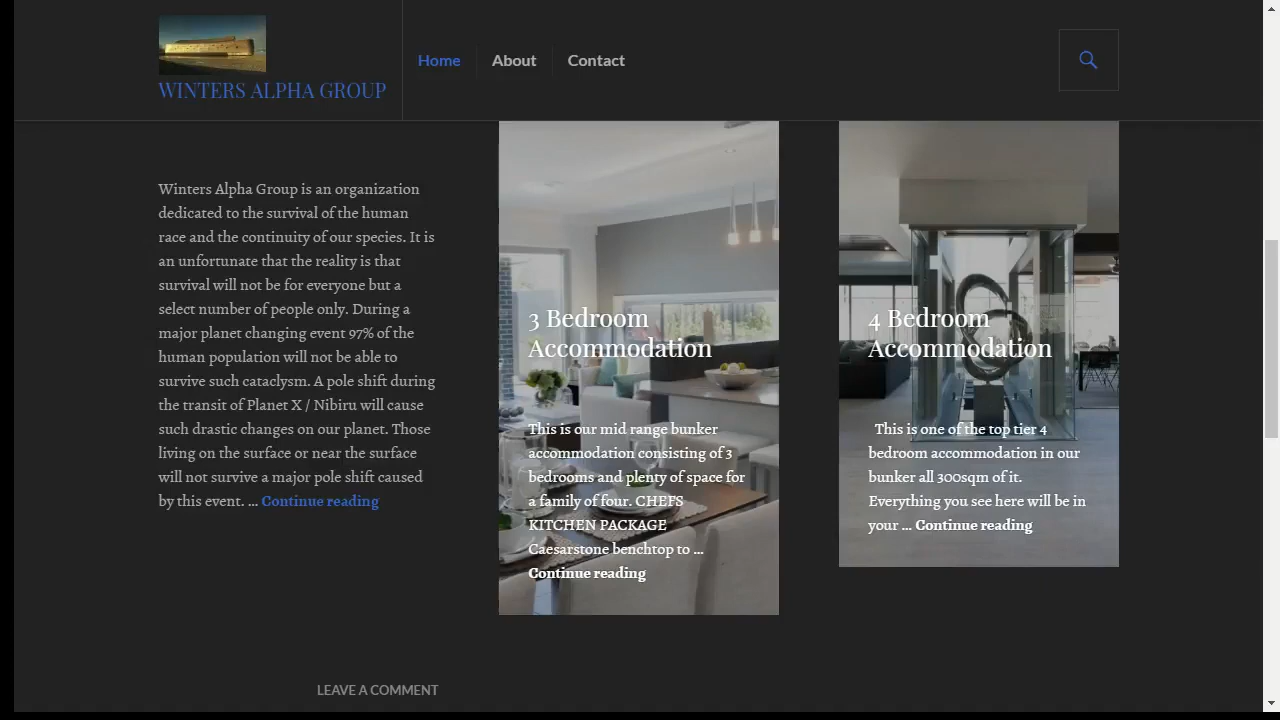 WINTERS ALPHA GROUP
Home
About
Contact
Winters Alpha Group is an organization
dedicated to the survival of the human
race and the continuity of our species. It is
an unfortunate that the reality is that
survival will not be for everyone but a
select number of people only. During a
major planet changing event 97% of the
human population will not be able to
survive such cataclysm. A pole shift during
the transit of Planet X / Nibiru will cause
such drastic changes on our planet. Those
living on the surface or near the surface
will not survive a major pole shift caused
by this event. … Continue reading
3 Bedroom
Accommodation
This is our mid range bunker
accommodation consisting of 3
bedrooms and plenty of space for
a family of four. CHEFS
KITCHEN PACKAGE
Caesarstone benchtop to …
Continue reading
4 Bedroom
Accommodation
This is one of the top tier 4
bedroom accommodation in our
bunker all 300sqm of it.
Everything you see here will be in
your … Continue reading
LEAVE A COMMENT